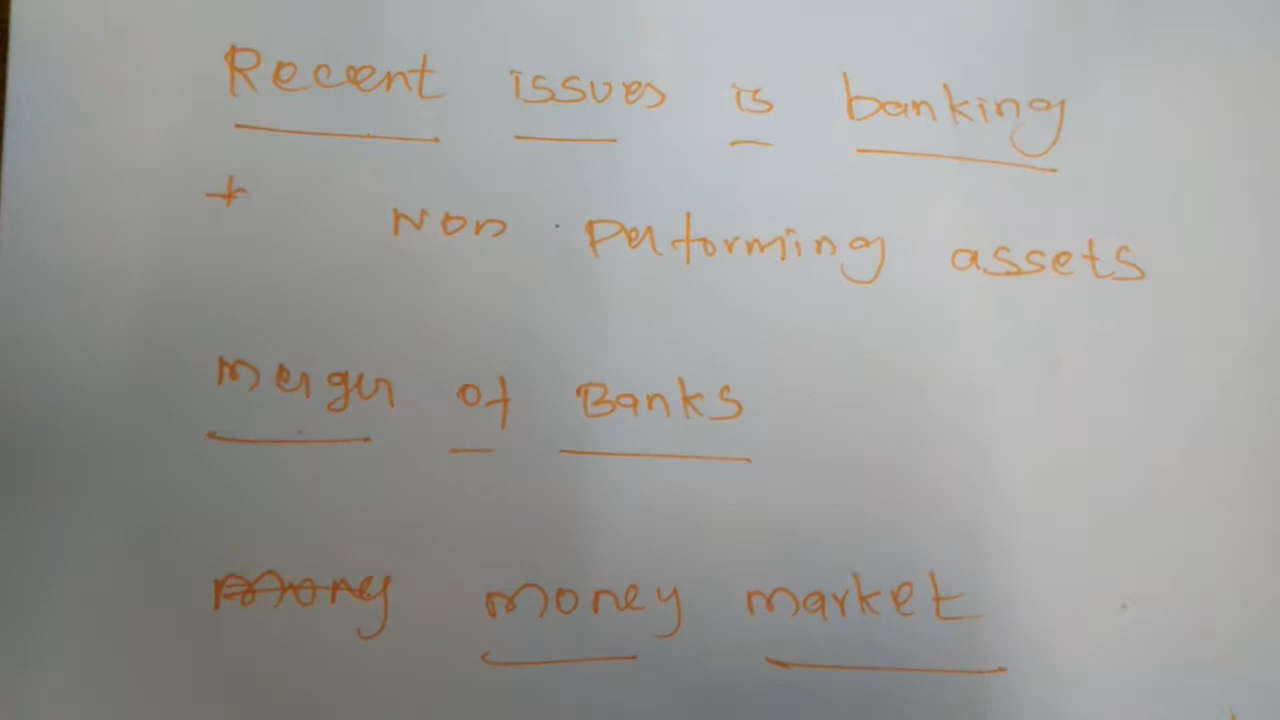 Recent issues is banking
+ Non performing assets
merger of Banks
money market